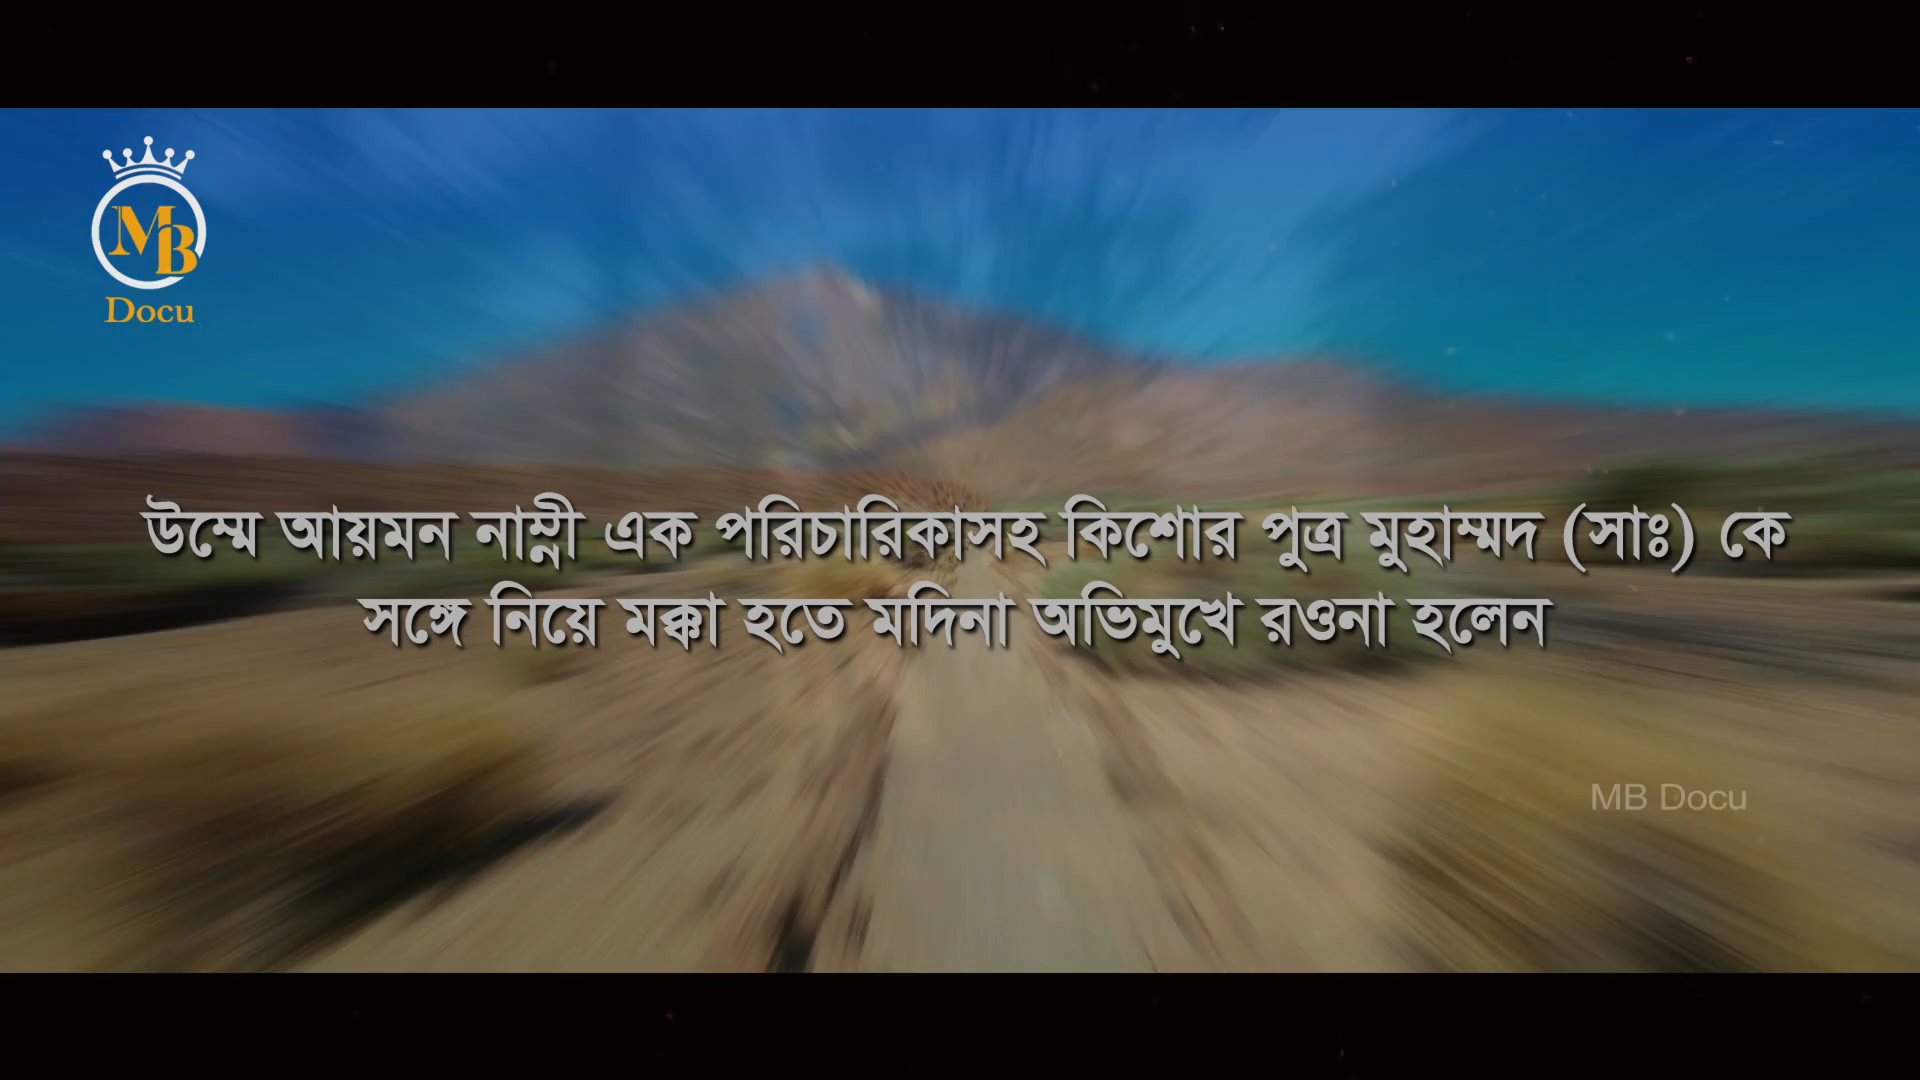 MB
Docu
উম্মে আয়মন নাম্নী এক পরিচারিকাসহ কিশোর পুত্র মুহাম্মদ (সাঃ) কে
সঙ্গে নিয়ে মক্কা হতে মদিনা অভিমুখে রওনা হলেন
MB Docu